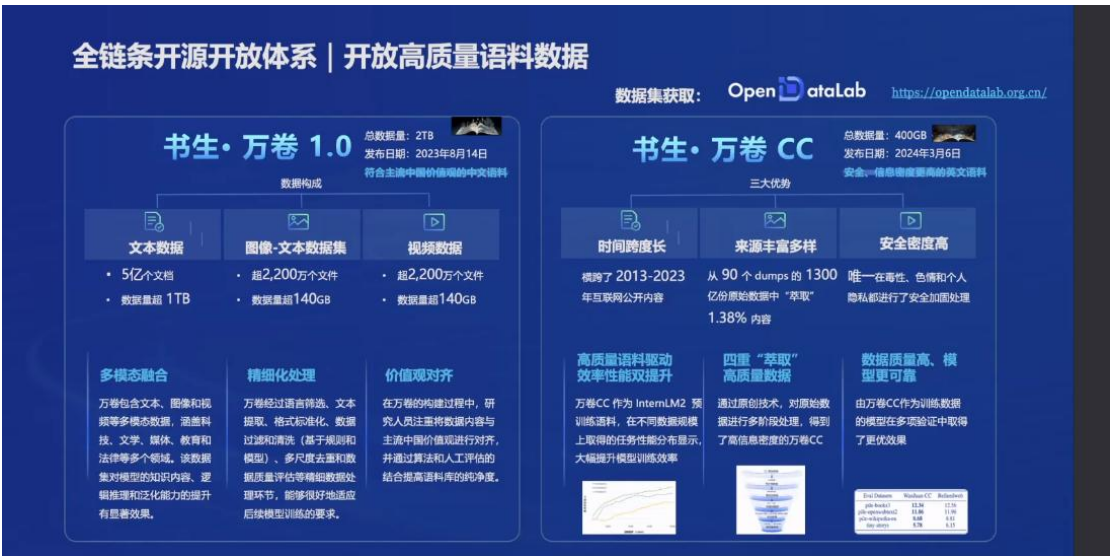 全链条开源开放体系｜开放高质量语料数据
数据集获取：
OpenDataLab
https://opendatalab.org.cn/
书生·万卷 1.0
总数据量：2TB
发布日期：2023年8月14日
符合主流中国价值观的中文语料
数据构成
文本数据
• 5亿个文档
• 数据量超 1TB
图像-文本数据集
• 超2,200万个文件
• 数据量超140GB
视频数据
• 超2,200万个文件
• 数据量超140GB
多模态融合
万卷包含文本、图像和视
频等多模态数据，涵盖科
技、文学、媒体、教育和
法律等多个领域。该数据
集对模型的知识内容、逻
辑推理和泛化能力的提升
有显著效果。
精细化处理
万卷经过语言筛选、文本
提取、格式标准化、数据
过滤和清洗（基于规则和
模型）、多尺度去重和数
据质量评估等精细数据处
理环节，能够很好地适应
后续模型训练的要求。
价值观对齐
在万卷的构建过程中，研
究人员注重将数据内容与
主流中国价值观进行对齐，
并通过算法和人工评估的
结合提高语料库的纯净度。
书生·万卷 CC
总数据量：400GB
发布日期：2024年3月6日
安全、信息密度更高的英文语料
三大优势
时间跨度长
横跨了 2013-2023
年互联网公开内容
来源丰富多样
从 90 个 dumps 的 1300
亿份原始数据中“萃取”
1.38% 内容
安全密度高
唯一在毒性、色情和个人
隐私都进行了安全加固处理
高质量语料驱动
效率性能双提升
万卷CC 作为 InternLM2 预
训练语料，在不同数据规模
上取得的任务性能分布显示，
大幅提升模型训练效率
四重“萃取”
高质量数据
通过原创技术，对原始数
据进行多阶段处理，得到
了高信息密度的万卷CC
数据质量高、模
型更可靠
由万卷CC作为训练数据
的模型在多项验证中取得
了更优效果
Eval Datasets WanJuan-CC Refinedweb